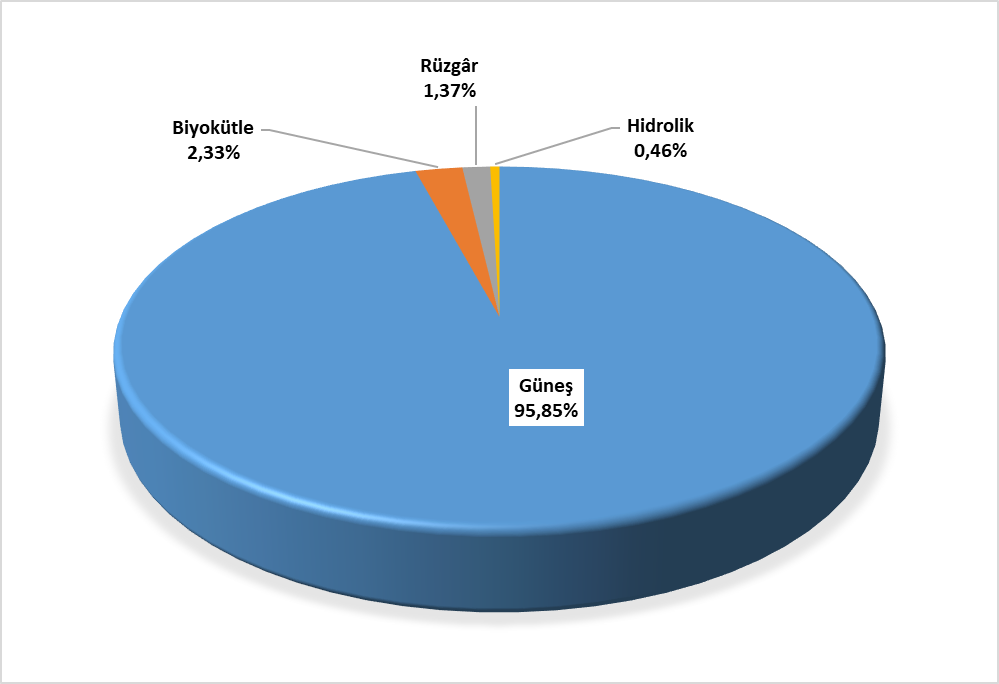 Rüzgâr
1,37%
Biyokütle
2,33%
Hidrolik
0,46%
Güneş
95,85%